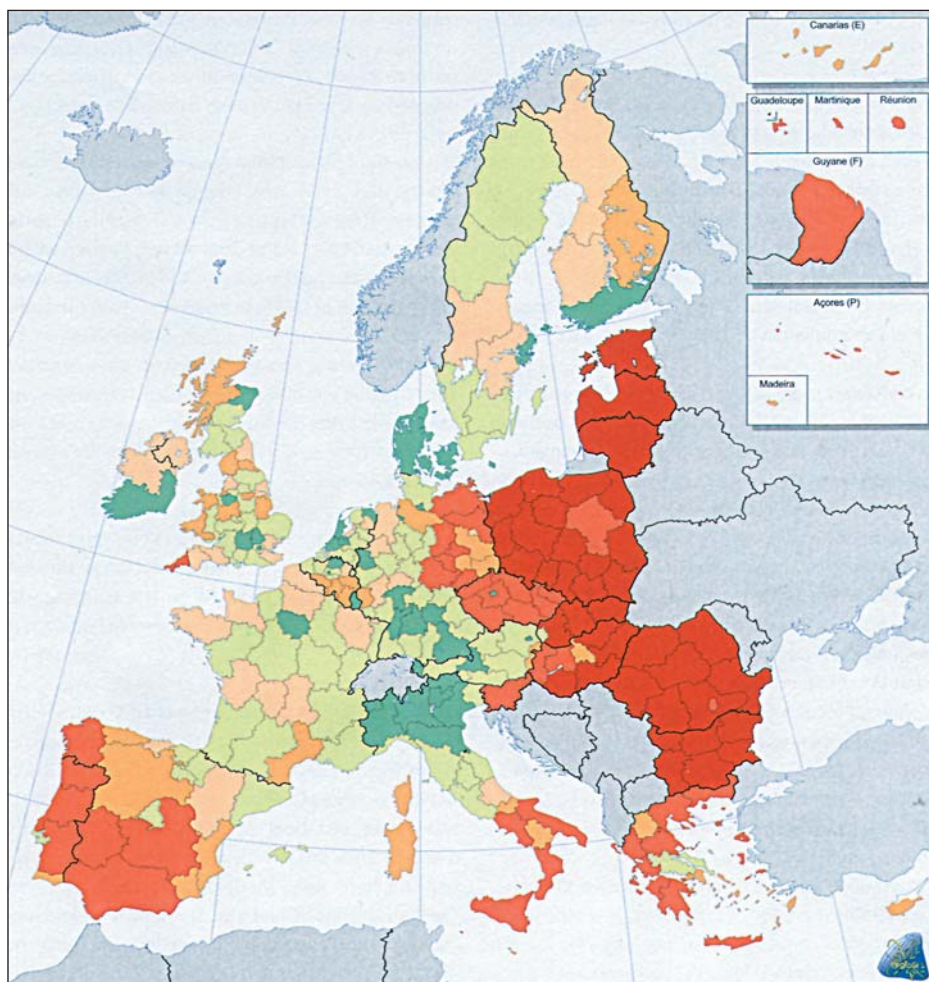 Canarias (E)
Guadeloupe
Martinique
Réunion
Guyane (F)
Açores (P)
Madeira